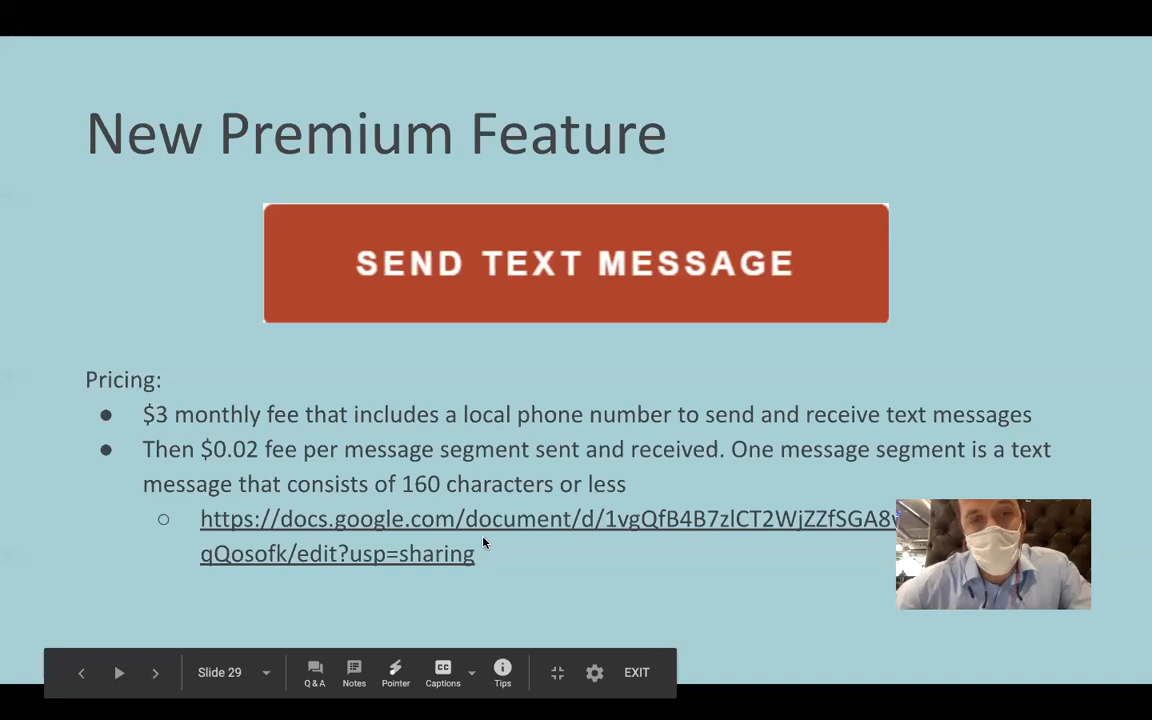 New Premium Feature
SEND TEXT MESSAGE
Pricing:
● $3 monthly fee that includes a local phone number to send and receive text messages
● Then $0.02 fee per message segment sent and received. One message segment is a text
message that consists of 160 characters or less
○ https://docs.google.com/document/d/1vgQfB4B7zlCT2WjZZfSGA8
qQosofk/edit?usp=sharing
Slide 29
Q & A
Notes
Pointer
Captions
Tips
EXIT